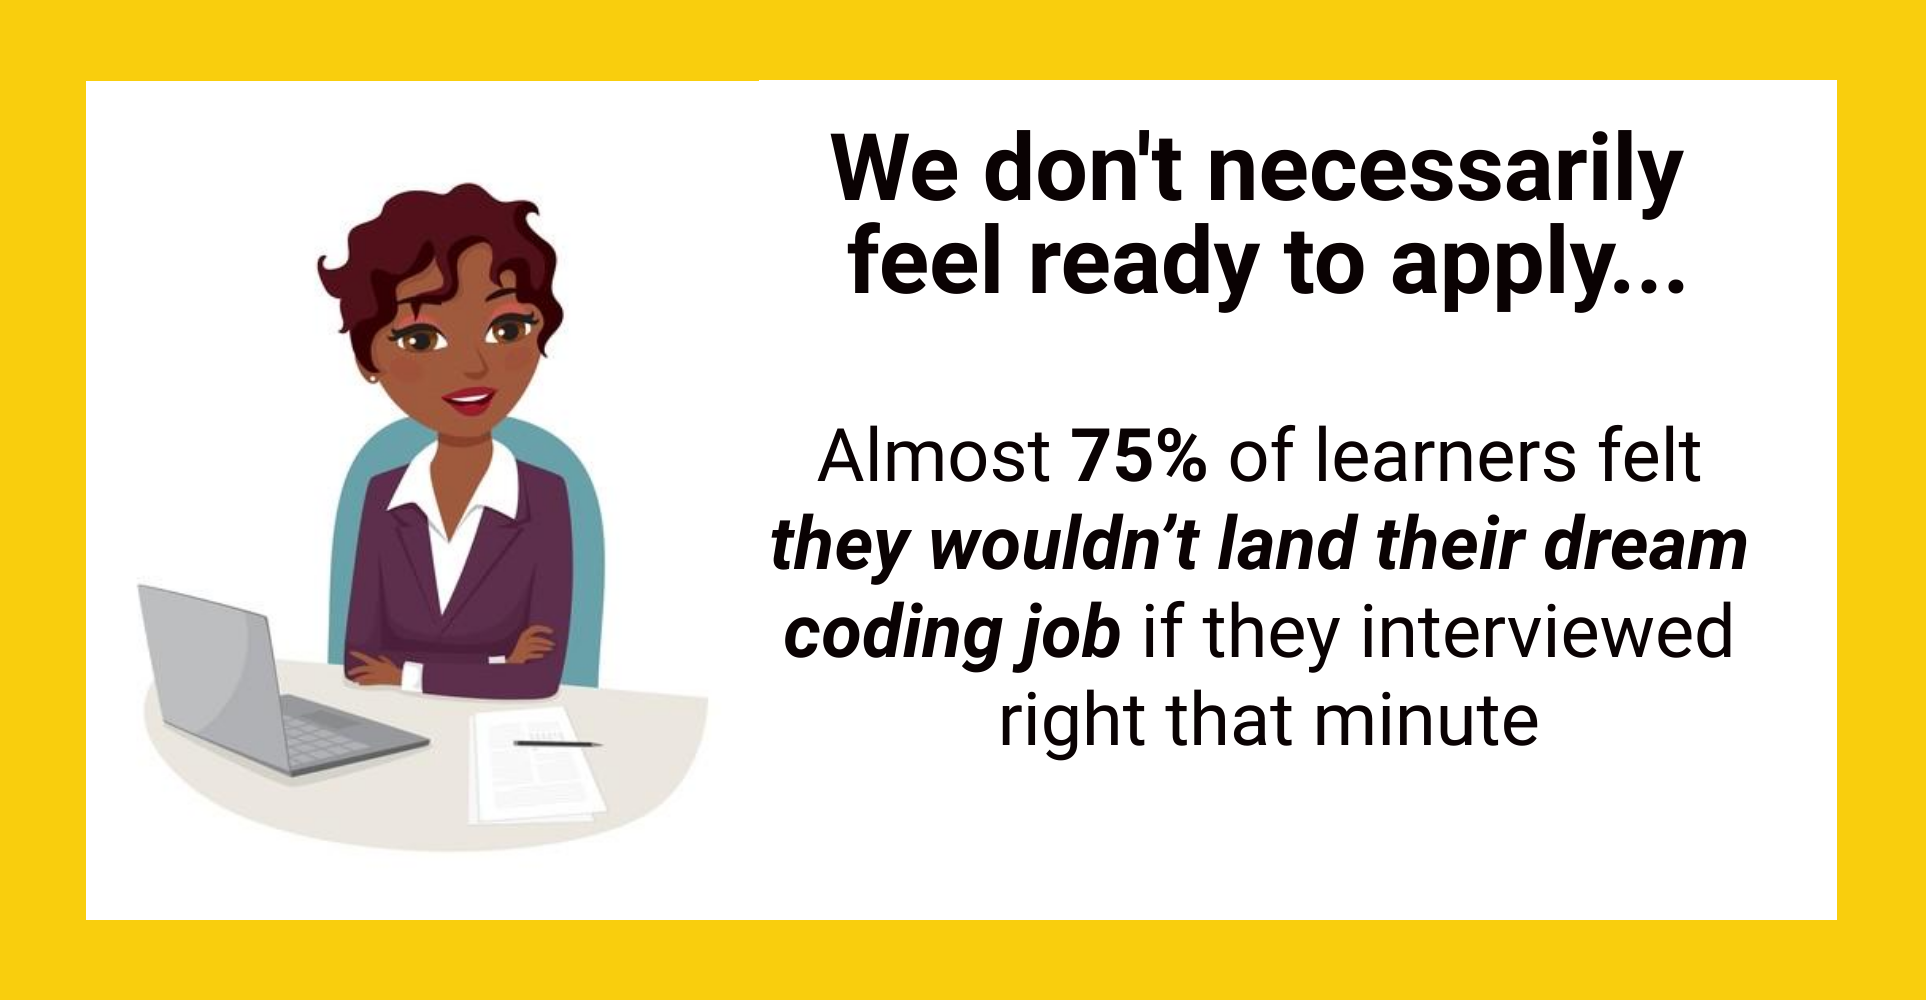 We don't necessarily
feel ready to apply...
Almost 75% of learners felt
they wouldn’t land their dream
coding job if they interviewed
right that minute